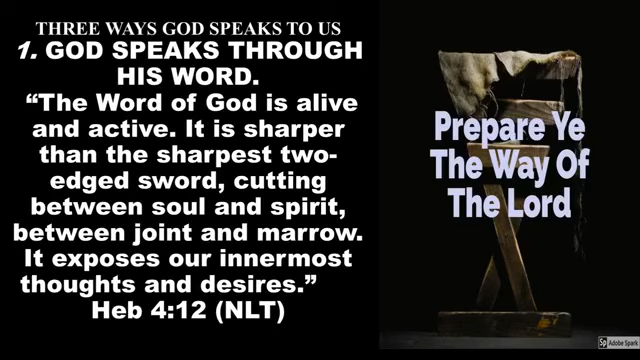 THREE WAYS GOD SPEAKS TO US
1. GOD SPEAKS THROUGH
HIS WORD.
“The Word of God is alive
and active. It is sharper
than the sharpest two-
edged sword, cutting
between soul and spirit,
between joint and marrow.
It exposes our innermost
thoughts and desires.”
Heb 4:12 (NLT)
Prepare Ye
The Way Of
The Lord
Sp Adobe Spark